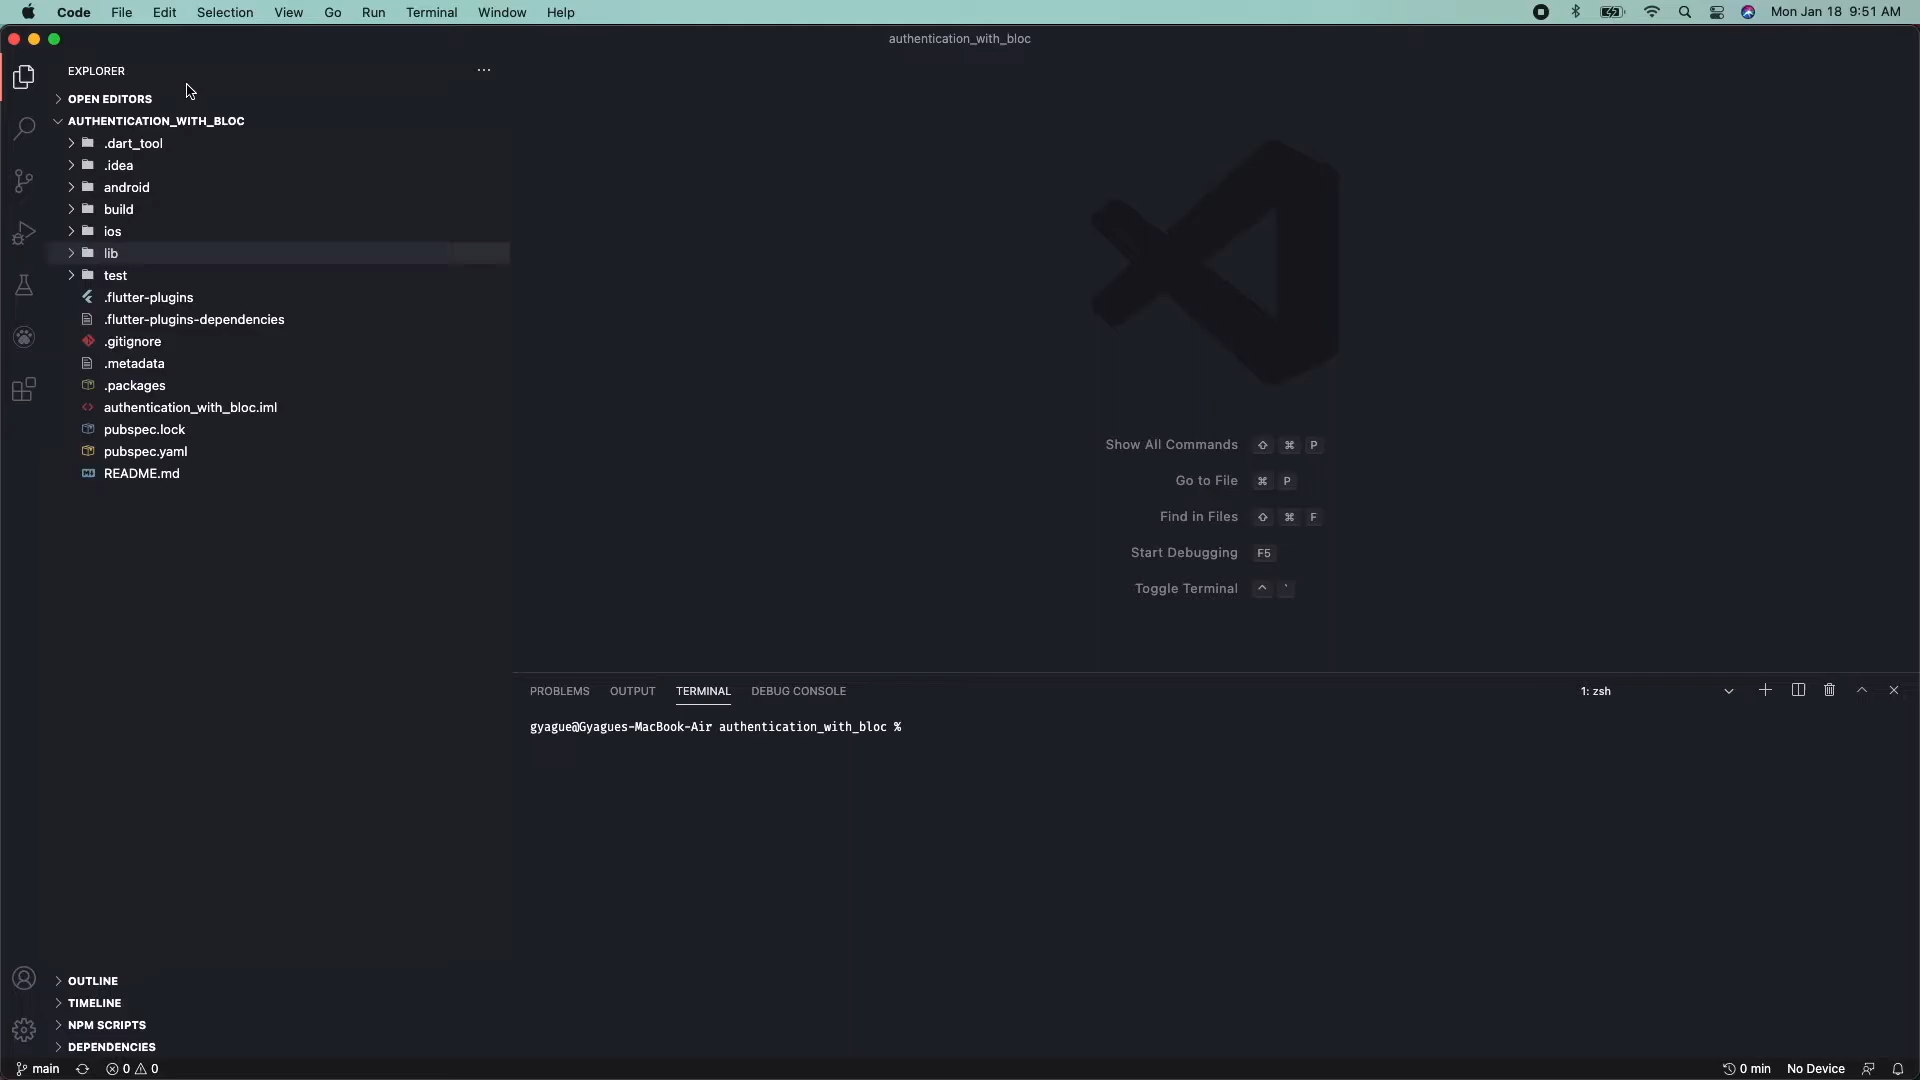 Code File Edit Selection View Go Run Terminal Window Help Mon Jan 18 9:51 AM
authentication_with_bloc
EXPLORER
OPEN EDITORS
AUTHENTICATION_WITH_BLOC
.dart_tool
.idea
android
build
ios
lib
test
.flutter-plugins
.flutter-plugins-dependencies
.gitignore
.metadata
.packages
authentication_with_bloc.iml
pubspec.lock
pubspec.yaml
README.md
Show All Commands ⇧ ⌘ P
Go to File ⌘ P
Find in Files ⇧ ⌘ F
Start Debugging F5
Toggle Terminal ^ `
PROBLEMS OUTPUT TERMINAL DEBUG CONSOLE 1: zsh
gyague@Gyagues-MacBook-Air authentication_with_bloc %
OUTLINE
TIMELINE
NPM SCRIPTS
DEPENDENCIES
main 0 0 0 min No Device